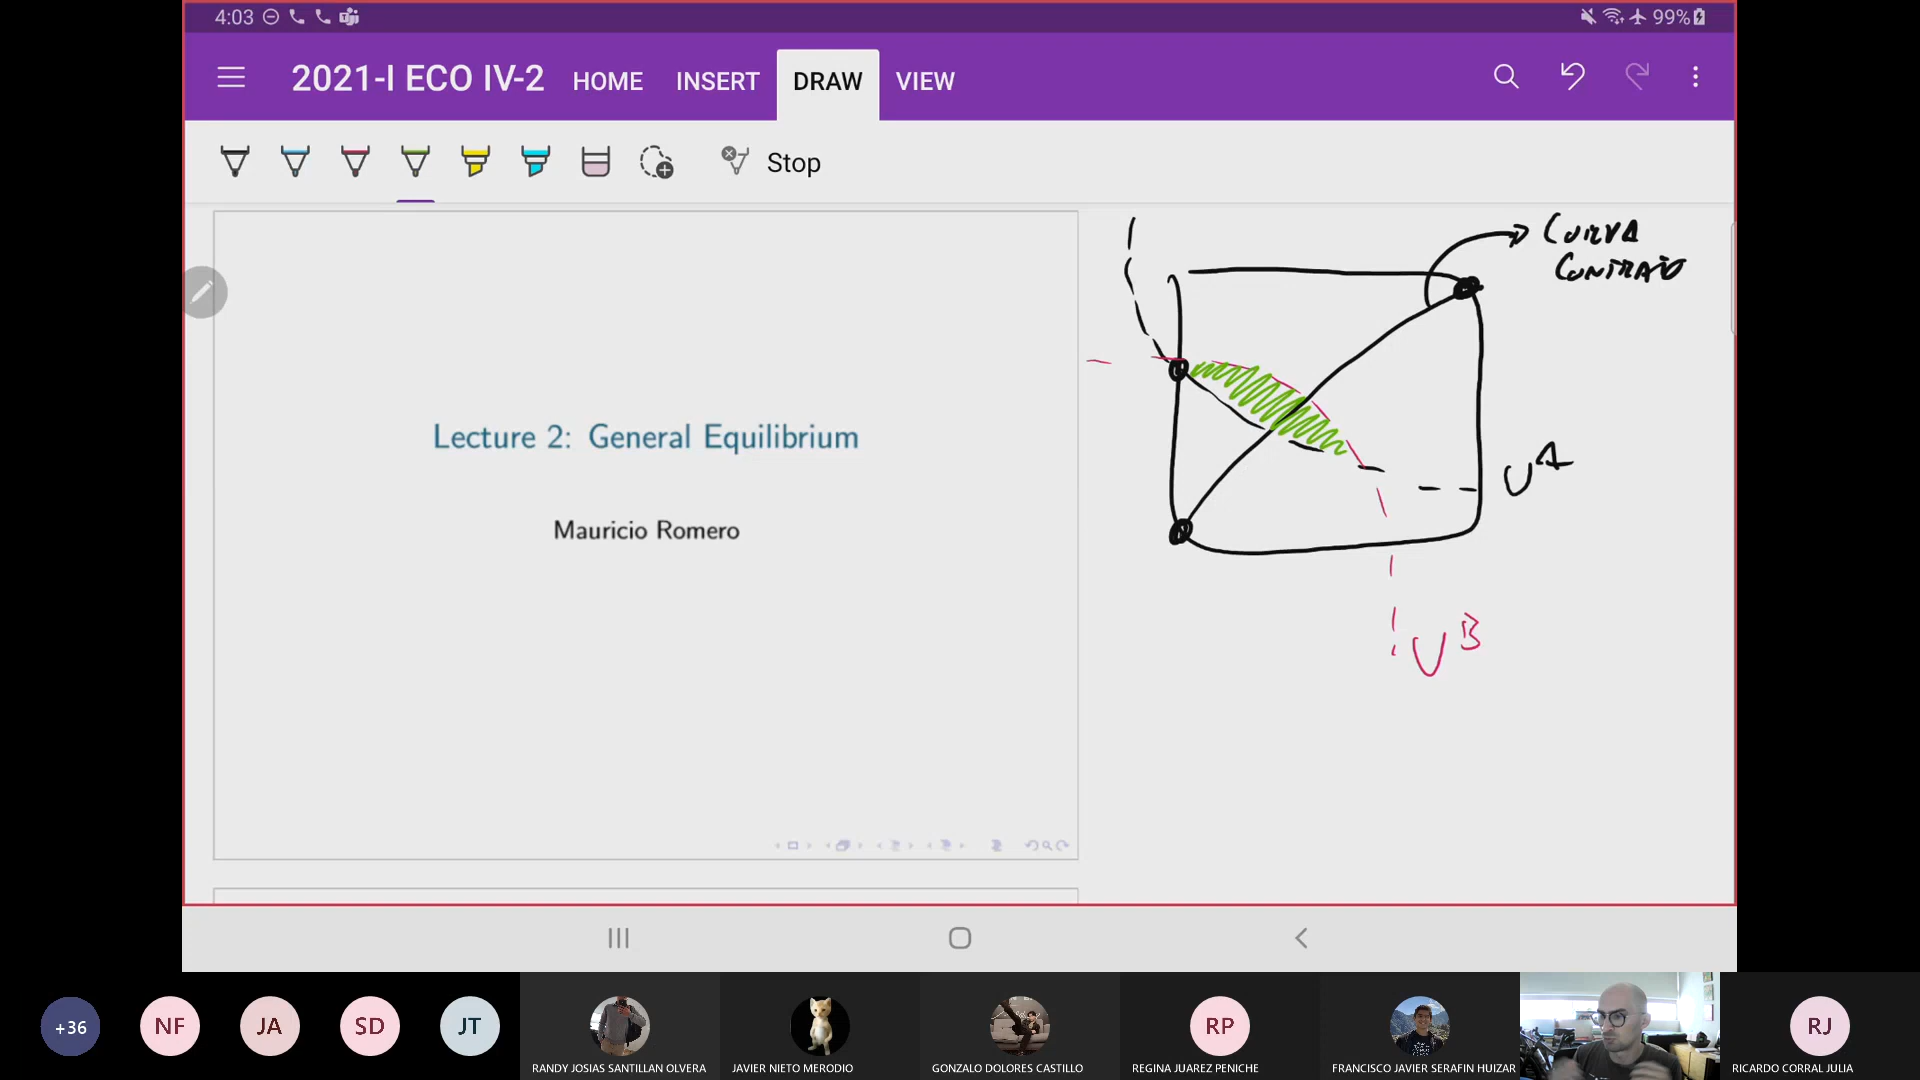 4:03
99%
2021-I ECO IV-2 HOME INSERT DRAW VIEW
Stop
CURVA
CONTRATO
Lecture 2: General Equilibrium
Mauricio Romero
U^A
U^B
+36 NF JA SD JT RP RJ
RANDY JOSIAS SANTILLAN OLVERA JAVIER NIETO MERODIO GONZALO DOLORES CASTILLO REGINA JUAREZ PENICHE FRANCISCO JAVIER SERAFIN HUIZAR RICARDO CORRAL JULIA